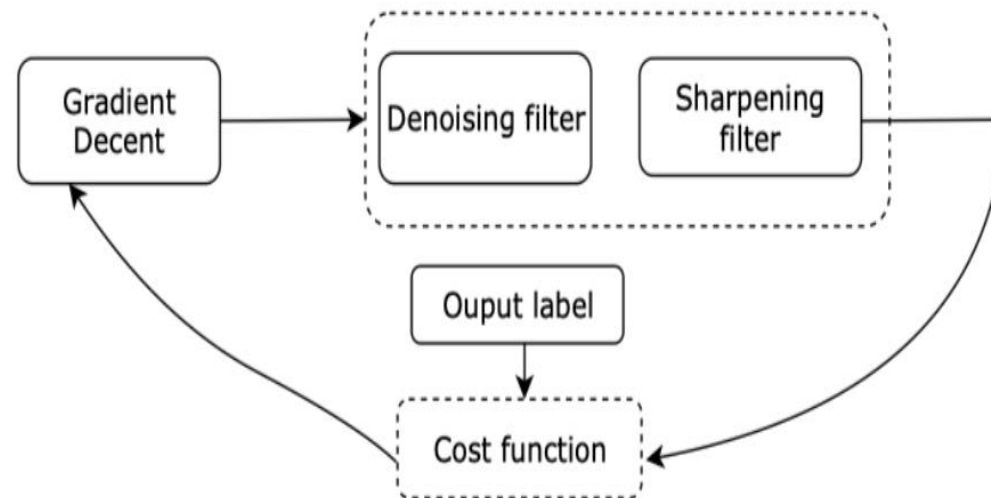 Gradient
Decent
Denoising filter
Sharpening
filter
Ouput label
Cost function